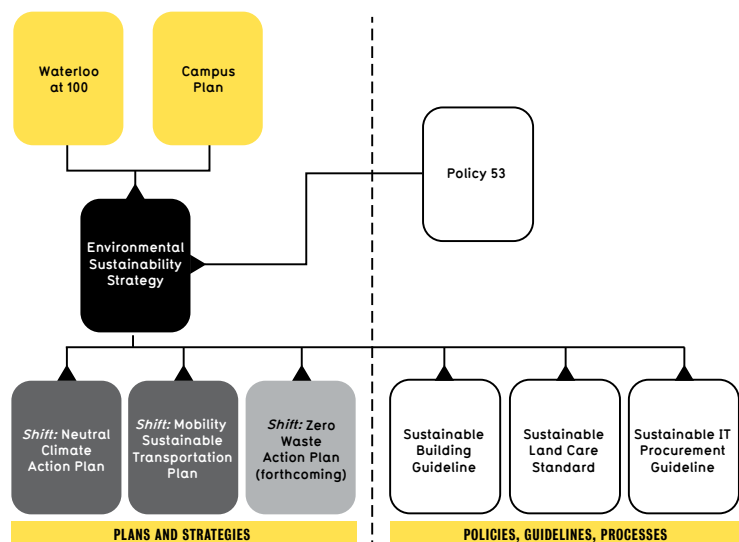 Waterloo
at 100
Campus
Plan
Policy 53
Environmental
Sustainability
Strategy
Shift: Neutral
Climate
Action Plan
Shift: Mobility
Sustainable
Transportation
Plan
Shift: Zero
Waste
Action Plan
(forthcoming)
Sustainable
Building
Guideline
Sustainable
Land Care
Standard
Sustainable IT
Procurement
Guideline
PLANS AND STRATEGIES
POLICIES, GUIDELINES, PROCESSES